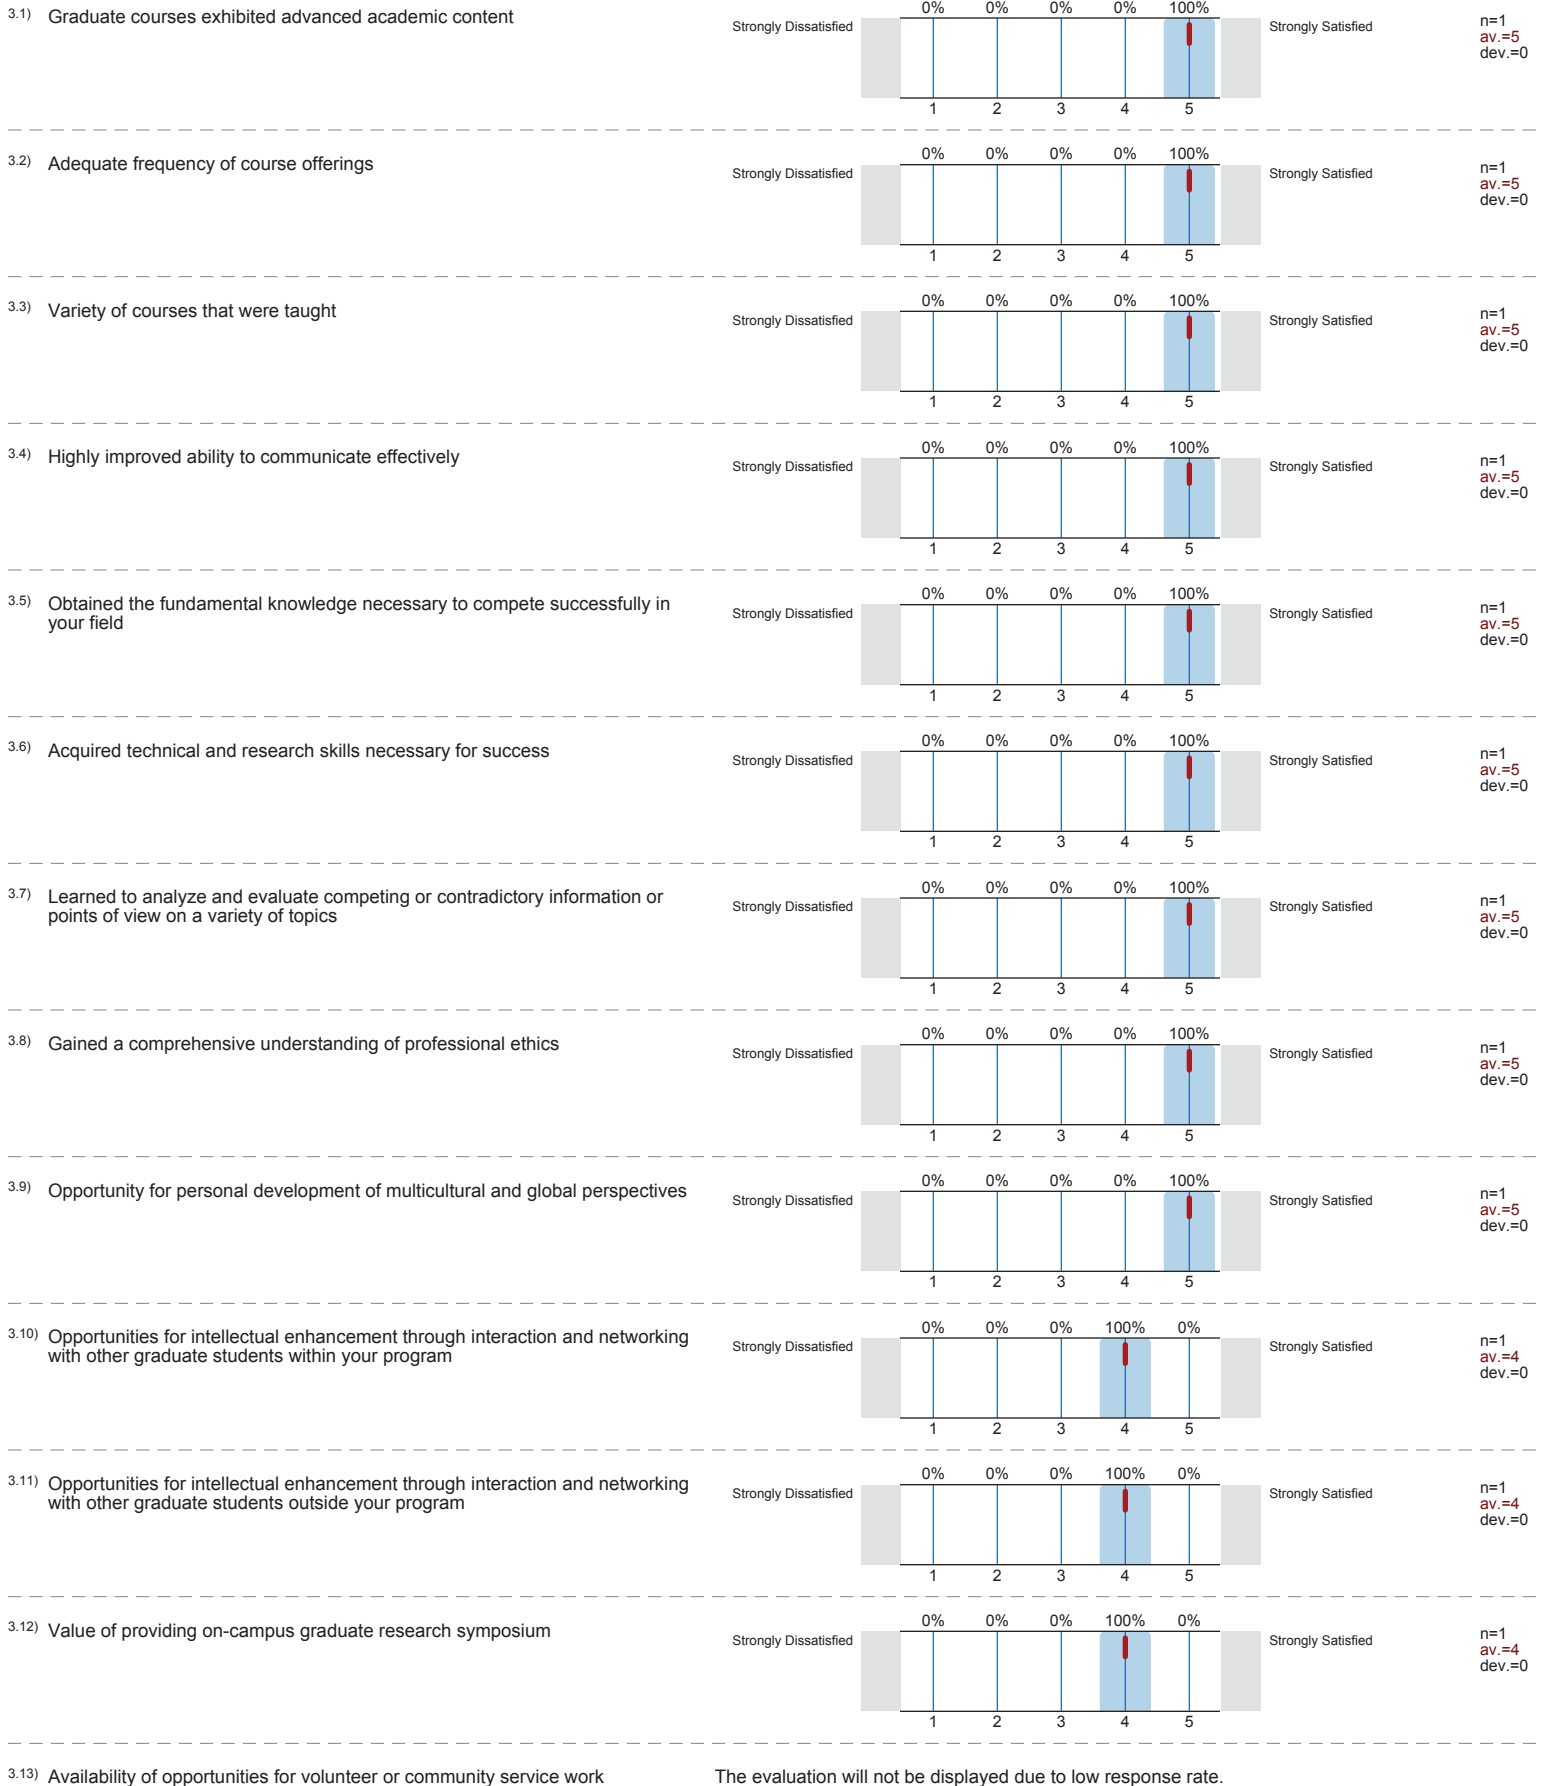 3.1) Graduate courses exhibited advanced academic content
0% 0% 0% 0% 100%
Strongly Dissatisfied Strongly Satisfied
n=1
av.=5
dev.=0
1 2 3 4 5
3.2) Adequate frequency of course offerings
0% 0% 0% 0% 100%
Strongly Dissatisfied Strongly Satisfied
n=1
av.=5
dev.=0
1 2 3 4 5
3.3) Variety of courses that were taught
0% 0% 0% 0% 100%
Strongly Dissatisfied Strongly Satisfied
n=1
av.=5
dev.=0
1 2 3 4 5
3.4) Highly improved ability to communicate effectively
0% 0% 0% 0% 100%
Strongly Dissatisfied Strongly Satisfied
n=1
av.=5
dev.=0
1 2 3 4 5
3.5) Obtained the fundamental knowledge necessary to compete successfully in
your field
0% 0% 0% 0% 100%
Strongly Dissatisfied Strongly Satisfied
n=1
av.=5
dev.=0
1 2 3 4 5
3.6) Acquired technical and research skills necessary for success
0% 0% 0% 0% 100%
Strongly Dissatisfied Strongly Satisfied
n=1
av.=5
dev.=0
1 2 3 4 5
3.7) Learned to analyze and evaluate competing or contradictory information or
points of view on a variety of topics
0% 0% 0% 0% 100%
Strongly Dissatisfied Strongly Satisfied
n=1
av.=5
dev.=0
1 2 3 4 5
3.8) Gained a comprehensive understanding of professional ethics
0% 0% 0% 0% 100%
Strongly Dissatisfied Strongly Satisfied
n=1
av.=5
dev.=0
1 2 3 4 5
3.9) Opportunity for personal development of multicultural and global perspectives
0% 0% 0% 0% 100%
Strongly Dissatisfied Strongly Satisfied
n=1
av.=5
dev.=0
1 2 3 4 5
3.10) Opportunities for intellectual enhancement through interaction and networking
with other graduate students within your program
0% 0% 0% 100% 0%
Strongly Dissatisfied Strongly Satisfied
n=1
av.=4
dev.=0
1 2 3 4 5
3.11) Opportunities for intellectual enhancement through interaction and networking
with other graduate students outside your program
0% 0% 0% 100% 0%
Strongly Dissatisfied Strongly Satisfied
n=1
av.=4
dev.=0
1 2 3 4 5
3.12) Value of providing on-campus graduate research symposium
0% 0% 0% 100% 0%
Strongly Dissatisfied Strongly Satisfied
n=1
av.=4
dev.=0
1 2 3 4 5
3.13) Availability of opportunities for volunteer or community service work The evaluation will not be displayed due to low response rate.